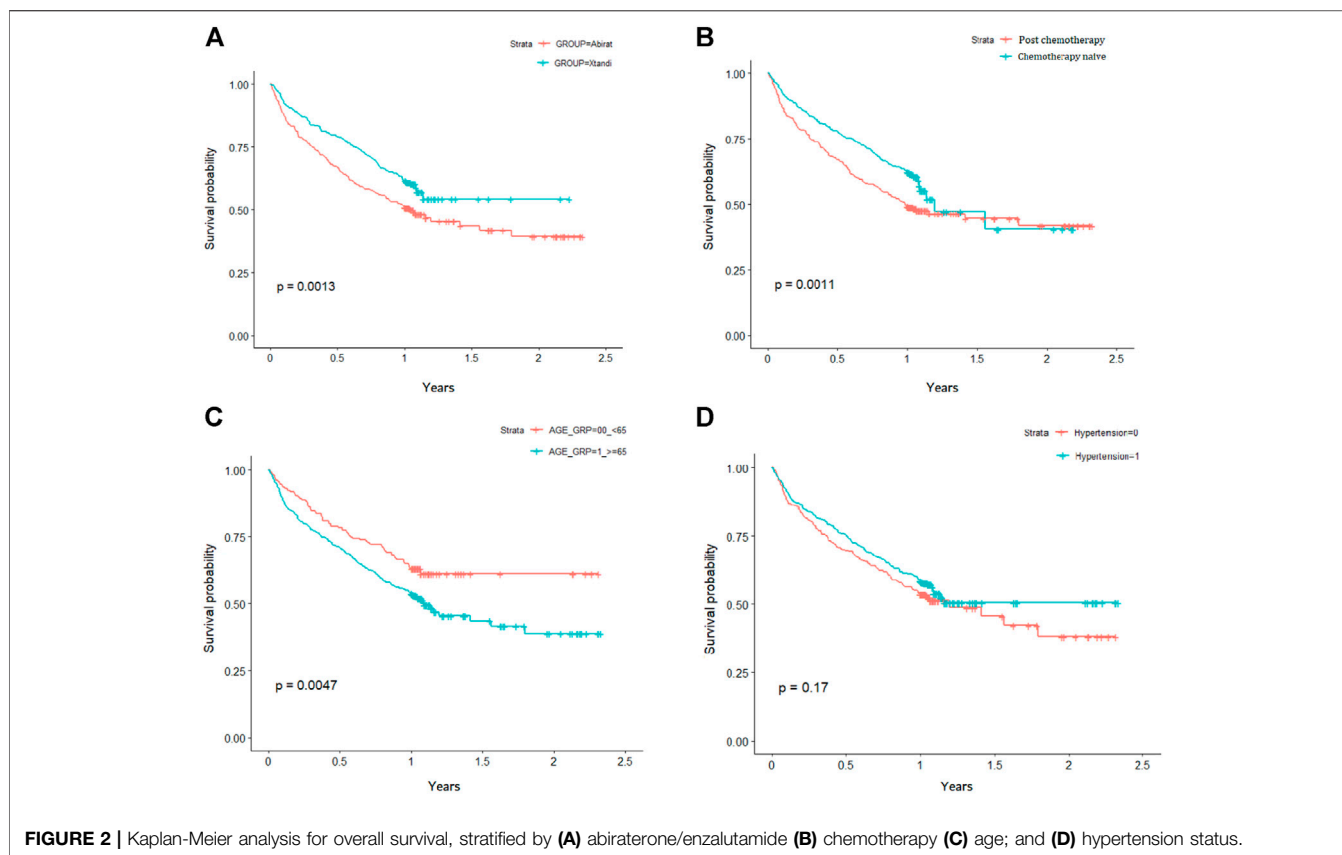 A
Strata GROUP=Abirat
GROUP=Xtandi
1.00
0.75
0.50
0.25
0.00
Survival probability
p = 0.0013
0 0.5 1 1.5 2 2.5
Years
B
Strata Post chemotherapy
Chemotherapy naive
1.00
0.75
0.50
0.25
0.00
Survival probability
p = 0.0011
0 0.5 1 1.5 2 2.5
Years
C
Strata AGE_GRP=00_<65
AGE_GRP=1_>=65
1.00
0.75
0.50
0.25
0.00
Survival probability
p = 0.0047
0 0.5 1 1.5 2 2.5
Years
D
Strata Hypertension=0
Hypertension=1
1.00
0.75
0.50
0.25
0.00
Survival probability
p = 0.17
0 0.5 1 1.5 2 2.5
Years
FIGURE 2 | Kaplan-Meier analysis for overall survival, stratified by (A) abiraterone/enzalutamide (B) chemotherapy (C) age; and (D) hypertension status.